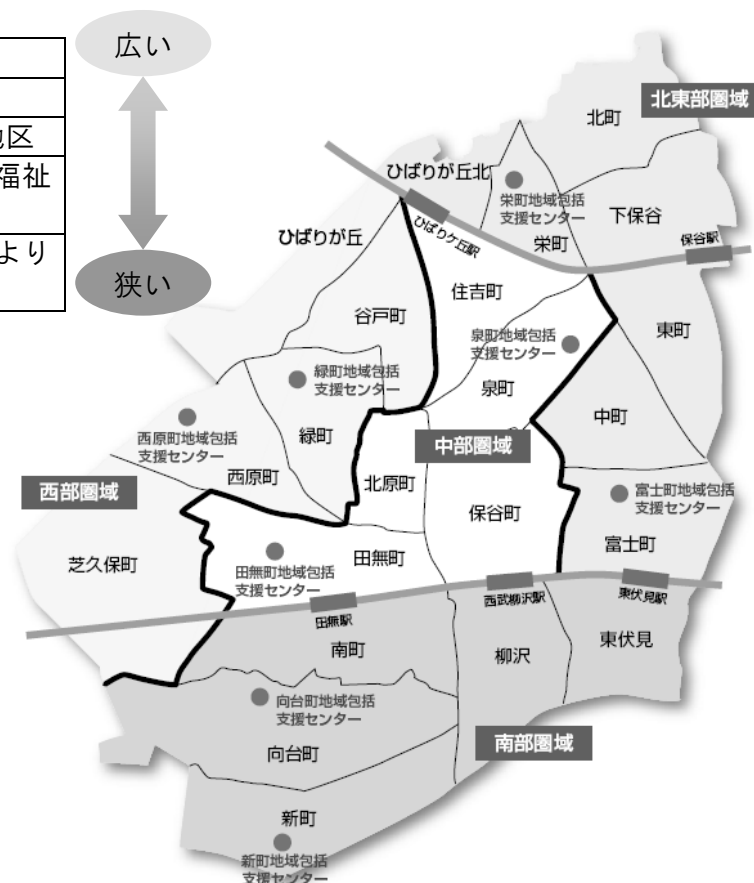 広い
地区
福祉
より
狭い
北東部圏域
北町
ひばりが丘北
栄町地域包括
支援センター
下保谷
ひばりケ丘駅
栄町
保谷駅
ひばりが丘
住吉町
谷戸町
東町
泉町地域包括
支援センター
緑町地域包括
支援センター
泉町
中町
西原町地域包括
支援センター
緑町
中部圏域
西原町
北原町
西部圏域
富士町地域包括
支援センター
保谷町
富士町
芝久保町
田無町
田無町地域包括
支援センター
西武柳沢駅
東伏見駅
田無駅
南町
柳沢
東伏見
向台町地域包括
支援センター
南部圏域
向台町
新町
新町地域包括
支援センター